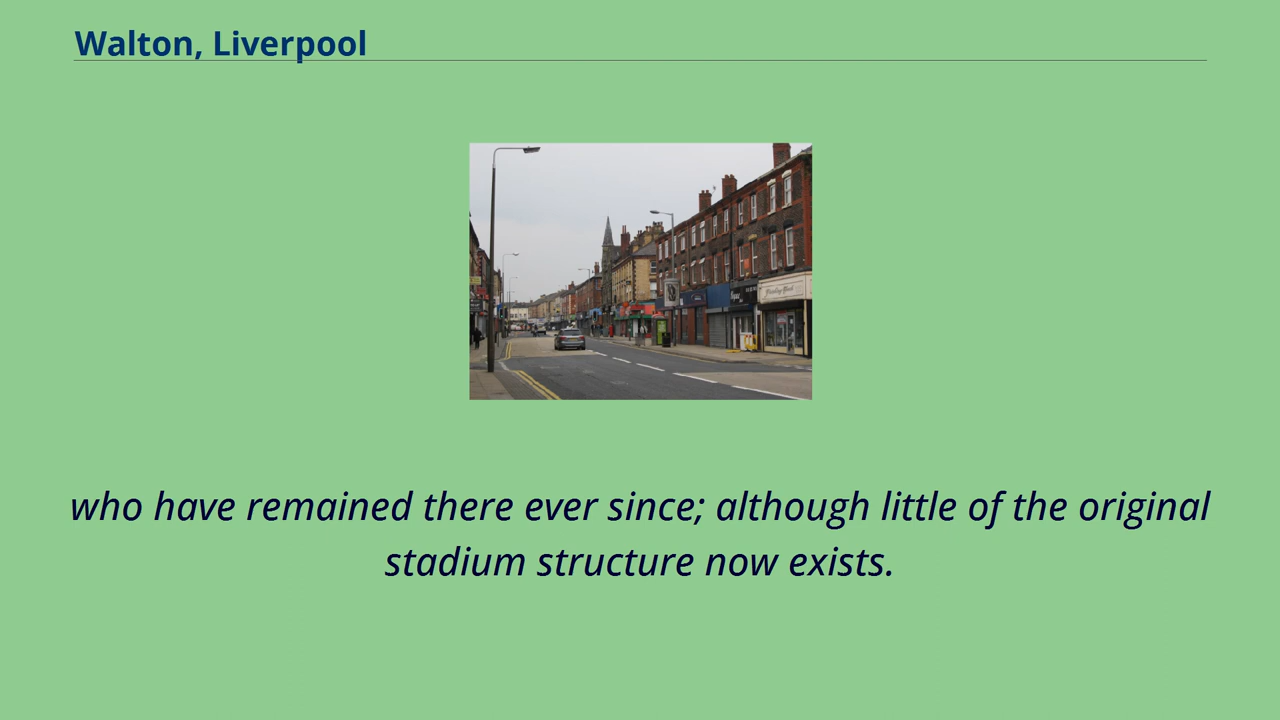 Walton, Liverpool
who have remained there ever since; although little of the original
stadium structure now exists.